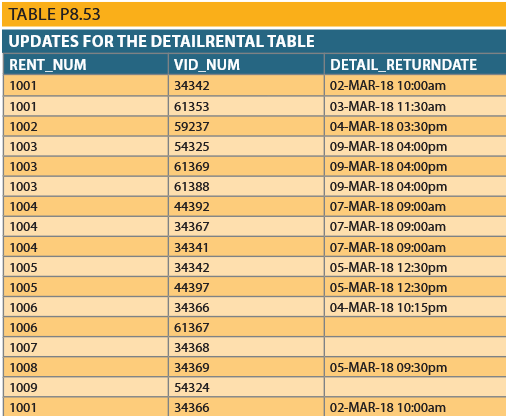 TABLE P8.53
UPDATES FOR THE DETAILRENTAL TABLE
RENT_NUM VID_NUM DETAIL_RETURNDATE
1001 34342 02-MAR-18 10:00am
1001 61353 03-MAR-18 11:30am
1002 59237 04-MAR-18 03:30pm
1003 54325 09-MAR-18 04:00pm
1003 61369 09-MAR-18 04:00pm
1003 61388 09-MAR-18 04:00pm
1004 44392 07-MAR-18 09:00am
1004 34367 07-MAR-18 09:00am
1004 34341 07-MAR-18 09:00am
1005 34342 05-MAR-18 12:30pm
1005 44397 05-MAR-18 12:30pm
1006 34366 04-MAR-18 10:15pm
1006 61367
1007 34368
1008 34369 05-MAR-18 09:30pm
1009 54324
1001 34366 02-MAR-18 10:00am